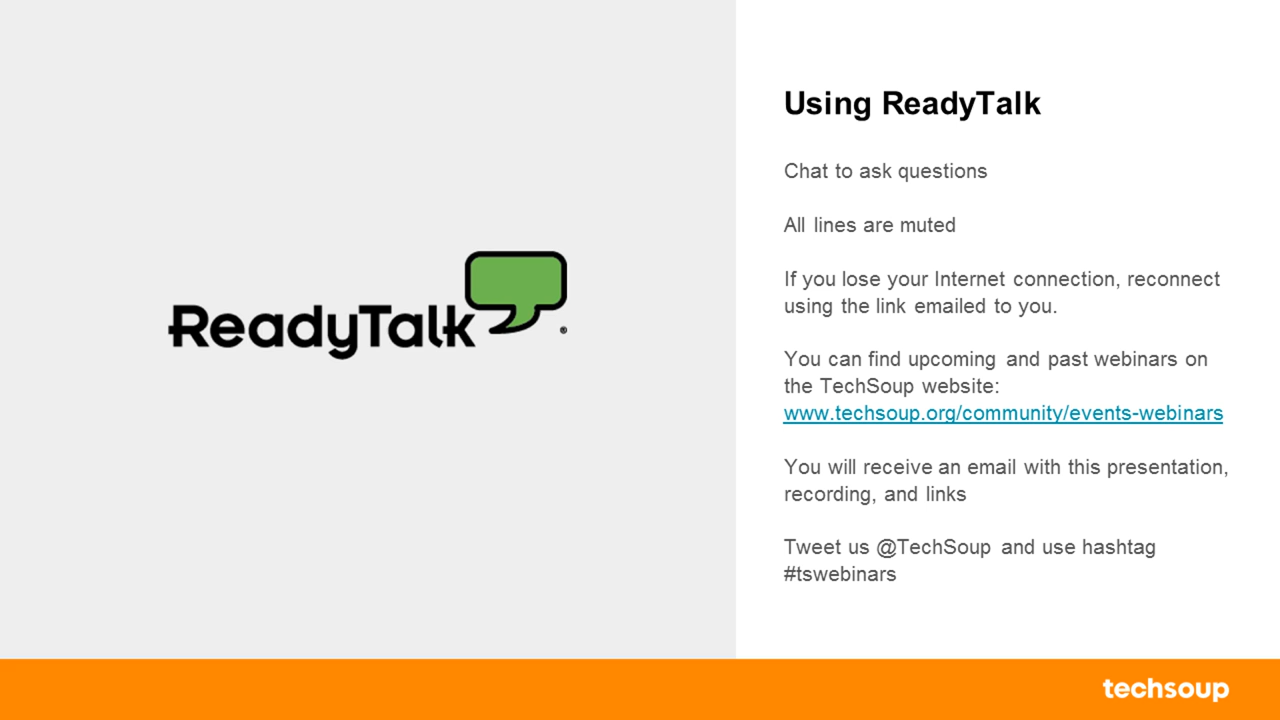 ReadyTalk®
Using ReadyTalk
Chat to ask questions
All lines are muted
If you lose your Internet connection, reconnect
using the link emailed to you.
You can find upcoming and past webinars on
the TechSoup website:
www.techsoup.org/community/events-webinars
You will receive an email with this presentation,
recording, and links
Tweet us @TechSoup and use hashtag
#tswebinars
techsoup